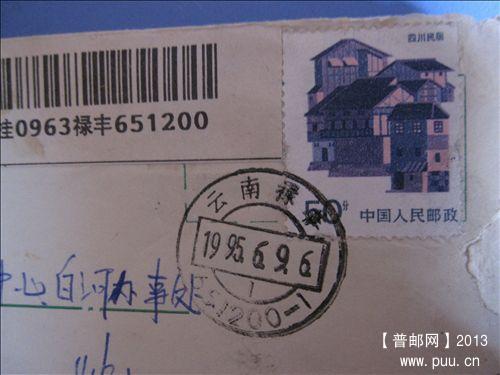 四川民居
挂0963禄丰651200
50分
中国人民邮政
云南禄丰
1995.6.9.6
1
651200-1
中心白河办事处
【普邮网】2013
www.puu.cn